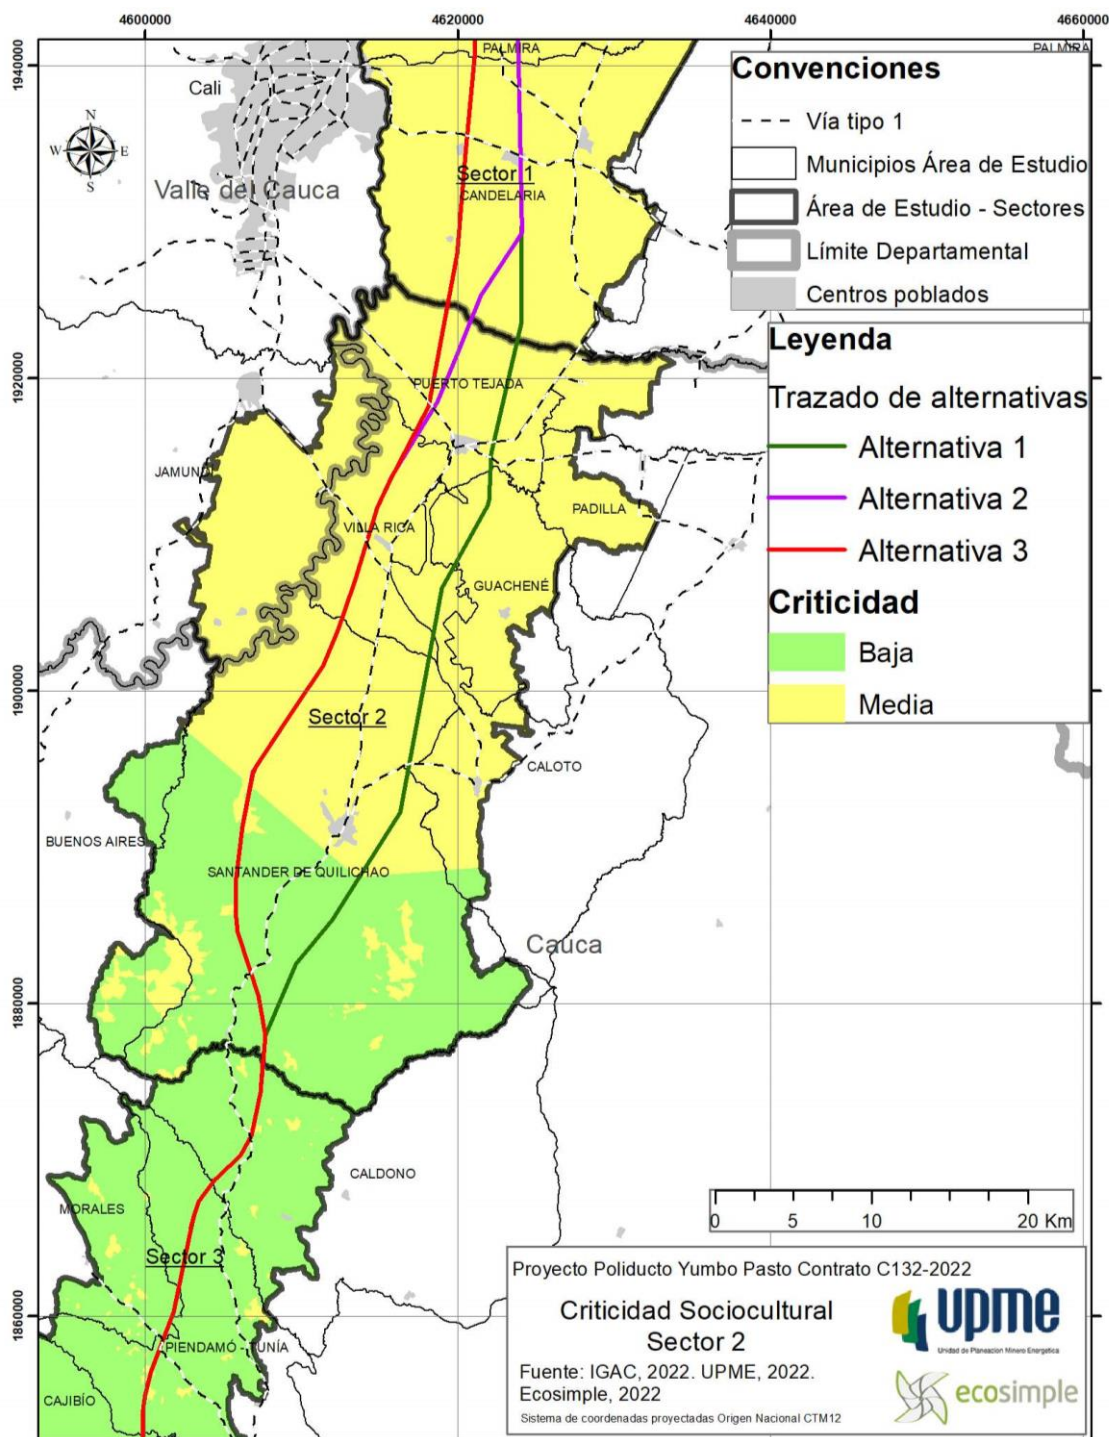 4600000
4620000
4640000
4660000
1940000
1920000
1900000
1880000
1860000
N
W
E
S
PALMIRA
PALMIRA
Cali
Valle del Cauca
Sector 1
CANDELARIA
PUERTO TEJADA
JAMUNDÍ
VILLA RICA
PADILLA
GUACHENÉ
Sector 2
CALOTO
BUENOS AIRES
SANTANDER DE QUILICHAO
Cauca
CALDONO
MORALES
Sector 3
PIENDAMÓ - TUNÍA
CAJIBÍO
Convenciones
Vía tipo 1
Municipios Área de Estudio
Área de Estudio - Sectores
Límite Departamental
Centros poblados
Leyenda
Trazado de alternativas
Alternativa 1
Alternativa 2
Alternativa 3
Criticidad
Baja
Media
0 5 10 20 Km
Proyecto Poliducto Yumbo Pasto Contrato C132-2022
Criticidad Sociocultural
Sector 2
Fuente: IGAC, 2022. UPME, 2022.
Ecosimple, 2022
Sistema de coordenadas proyectadas Origen Nacional CTM12
upme
Unidad de Planeación Minero Energética
ecosimple